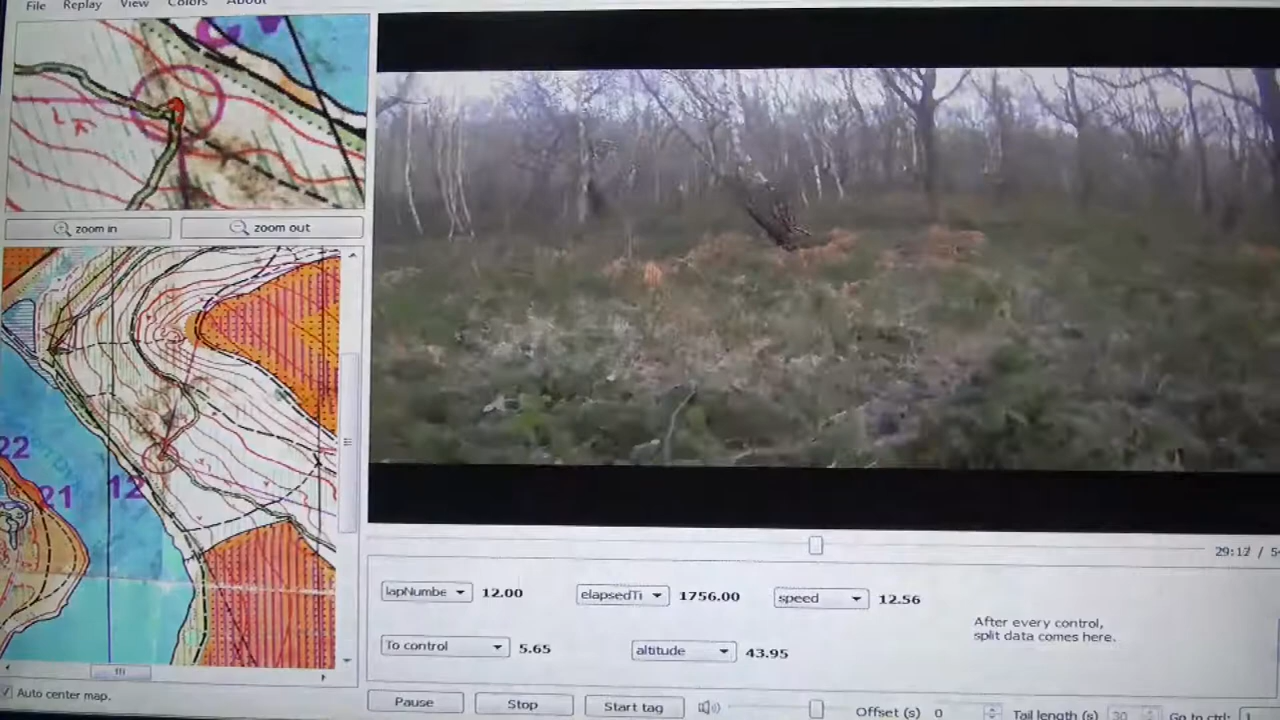 File Replay View Colors About
zoom in zoom out
22
21
12
29:12 /
lapNumbe 12.00 elapsedTi 1756.00 speed 12.56
After every control,
split data comes here.
To control 5.65 altitude 43.95
Auto center map.
Pause Stop Start tag Offset (s) 0 Tail length (s) 30 Go to ctrl: